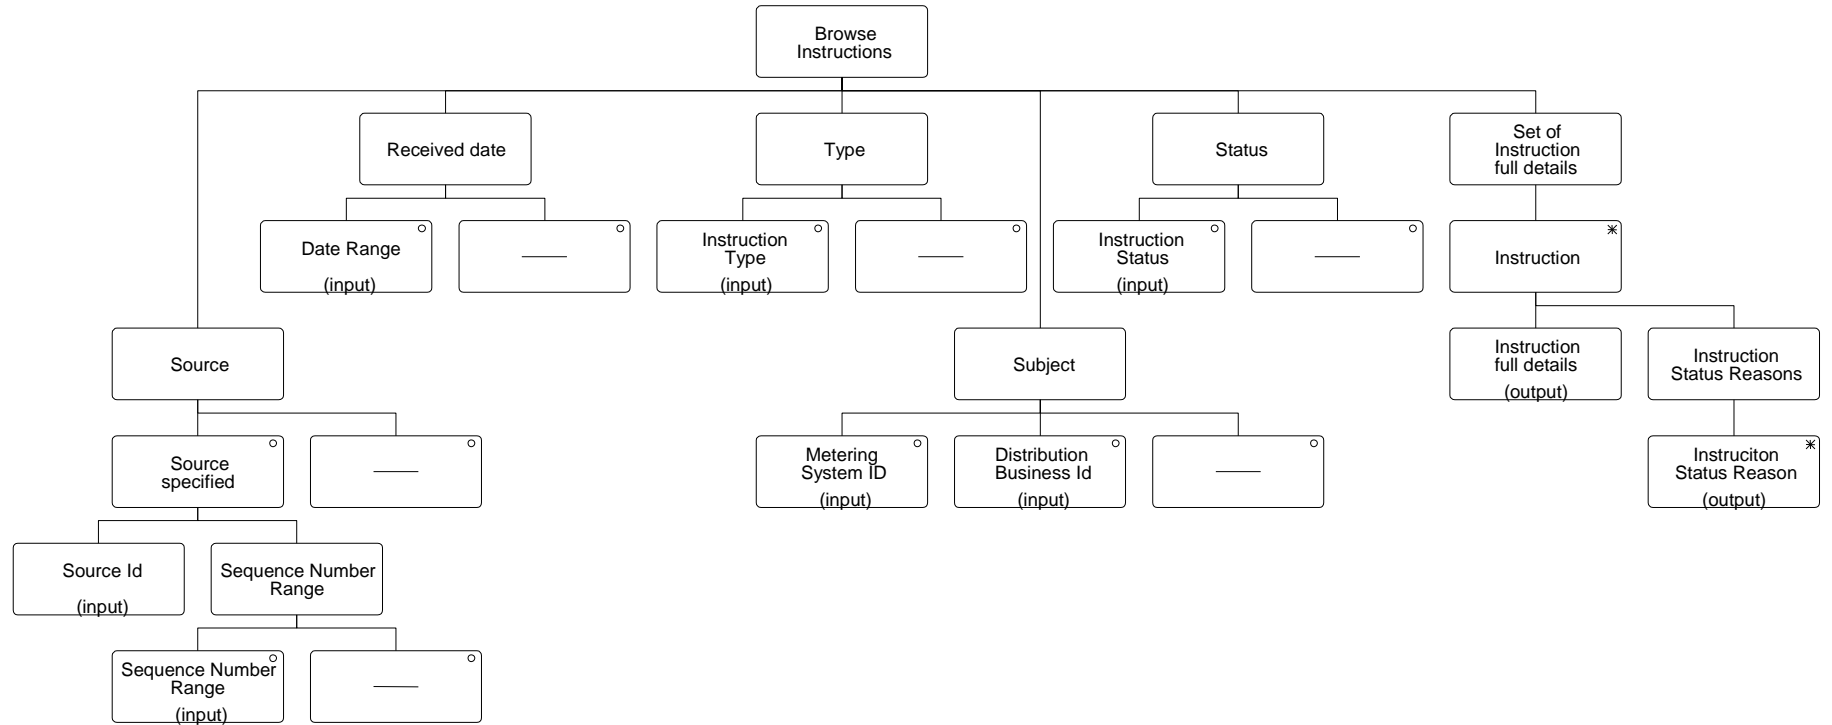 Browse
Instructions
Received date
Type
Status
Set of
Instruction
full details
Date Range
(input)
Instruction
Type
(input)
Instruction
Status
(input)
Instruction
Source
Subject
Instruction
full details
(output)
Instruction
Status Reasons
Source
specified
Metering
System ID
(input)
Distribution
Business Id
(input)
Instruciton
Status Reason
(output)
Source Id
(input)
Sequence Number
Range
Sequence Number
Range
(input)